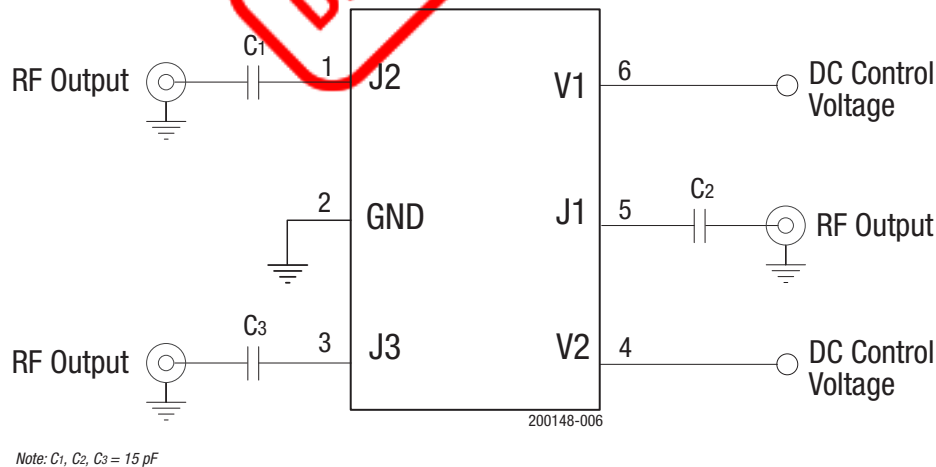 C1
RF Output
1
J2
V1
6
DC Control
Voltage
2
GND
J1
5
C2
RF Output
C3
RF Output
3
J3
V2
4
DC Control
Voltage
200148-006
Note: C1, C2, C3 = 15 pF